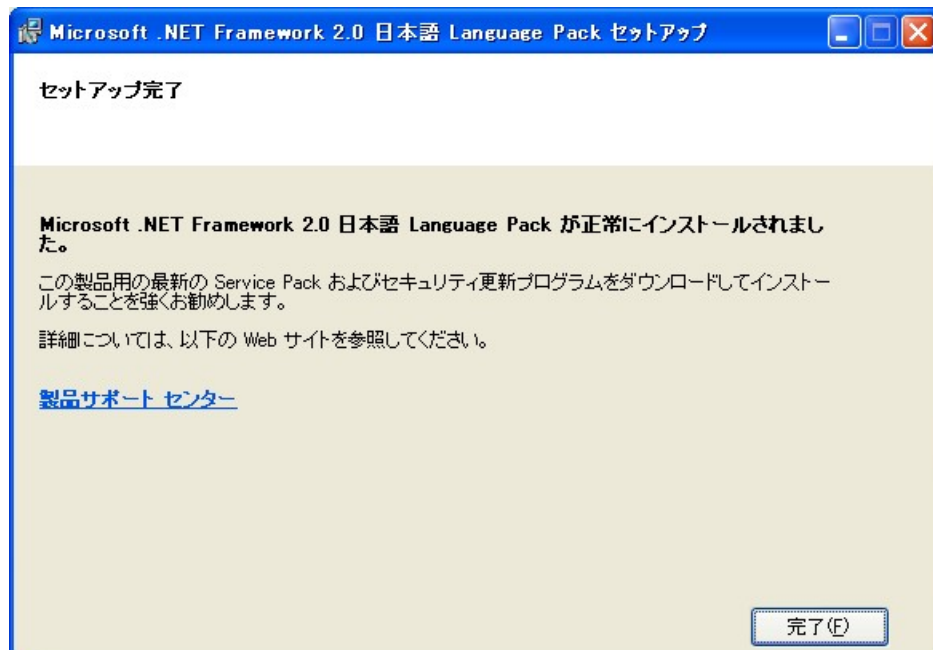 Microsoft .NET Framework 2.0 日本語 Language Pack セットアップ
セットアップ完了
Microsoft .NET Framework 2.0 日本語 Language Pack が正常にインストールされまし
た。
この製品用の最新の Service Pack およびセキュリティ更新プログラムをダウンロードしてインストー
ルすることを強くお勧めします。
詳細については、以下の Web サイトを参照してください。
製品サポート センター
完了(F)